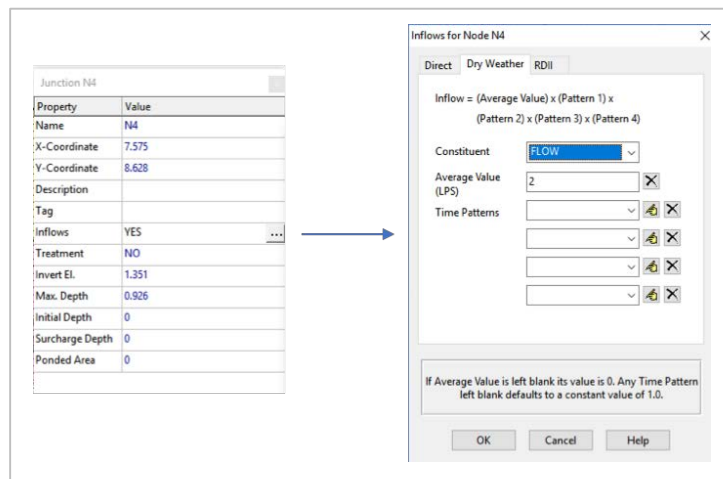 Junction N4
Property Value
Name N4
X-Coordinate 7.575
Y-Coordinate 8.628
Description
Tag
Inflows YES ...
Treatment NO
Invert El. 1.351
Max. Depth 0.926
Initial Depth 0
Surcharge Depth 0
Ponded Area 0
Inflows for Node N4
Direct Dry Weather RDII
Inflow = (Average Value) x (Pattern 1) x
(Pattern 2) x (Pattern 3) x (Pattern 4)
Constituent FLOW
Average Value
(LPS) 2
Time Patterns
If Average Value is left blank its value is 0. Any Time Pattern
left blank defaults to a constant value of 1.0.
OK Cancel Help